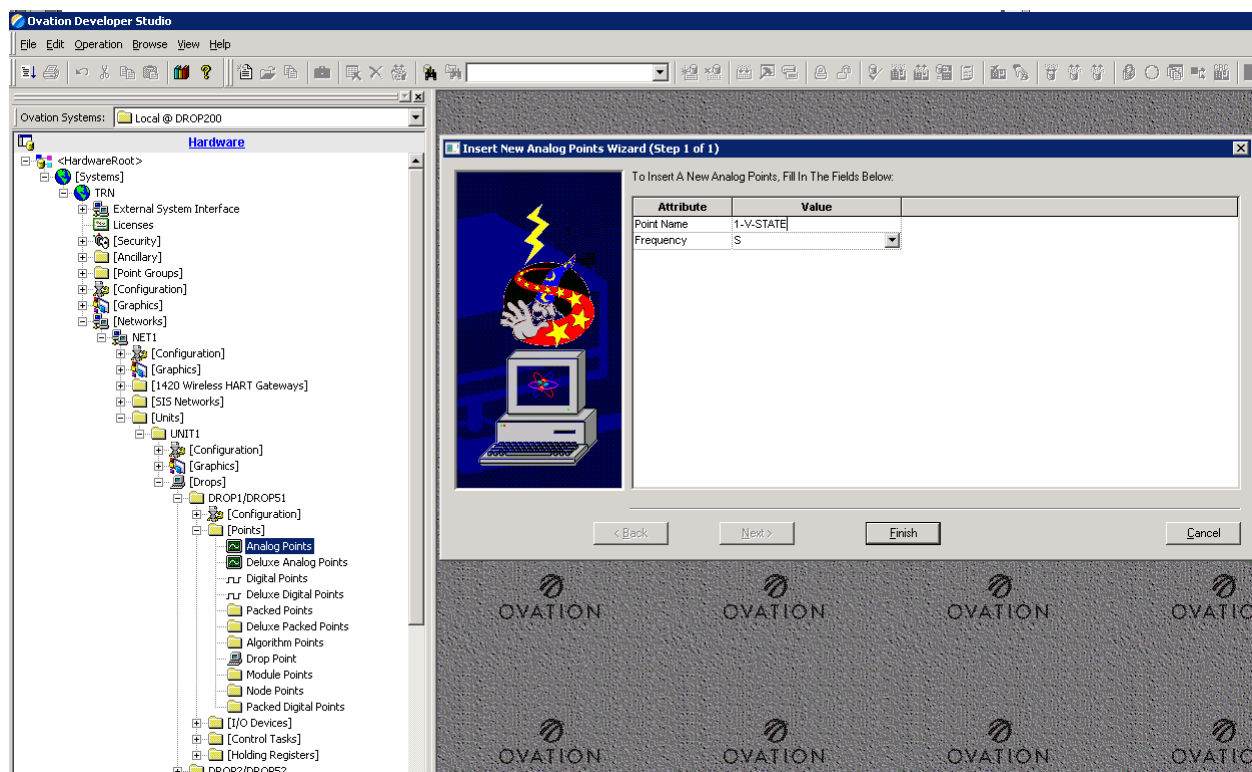 Ovation Developer Studio
File Edit Operation Browse View Help
Ovation Systems: Local @ DROP200
Hardware
<HardwareRoot>
[Systems]
TRN
External System Interface
Licenses
[Security]
[Ancillary]
[Point Groups]
[Configuration]
[Graphics]
[Networks]
NET1
[Configuration]
[Graphics]
[1420 Wireless HART Gateways]
[SIS Networks]
[Units]
UNIT1
[Configuration]
[Graphics]
[Drops]
DROP1/DROP51
[Configuration]
[Points]
Analog Points
Deluxe Analog Points
Digital Points
Deluxe Digital Points
Packed Points
Deluxe Packed Points
Algorithm Points
Drop Point
Module Points
Node Points
Packed Digital Points
[I/O Devices]
[Control Tasks]
[Holding Registers]
DROP2/DROP52
Insert New Analog Points Wizard (Step 1 of 1)
To Insert A New Analog Points, Fill In The Fields Below:
Attribute Value
Point Name 1-V-STATE
Frequency S
< Back Next > Finish Cancel
OVATION OVATION OVATION OVATIO
OVATION OVATION OVATION OVATIO